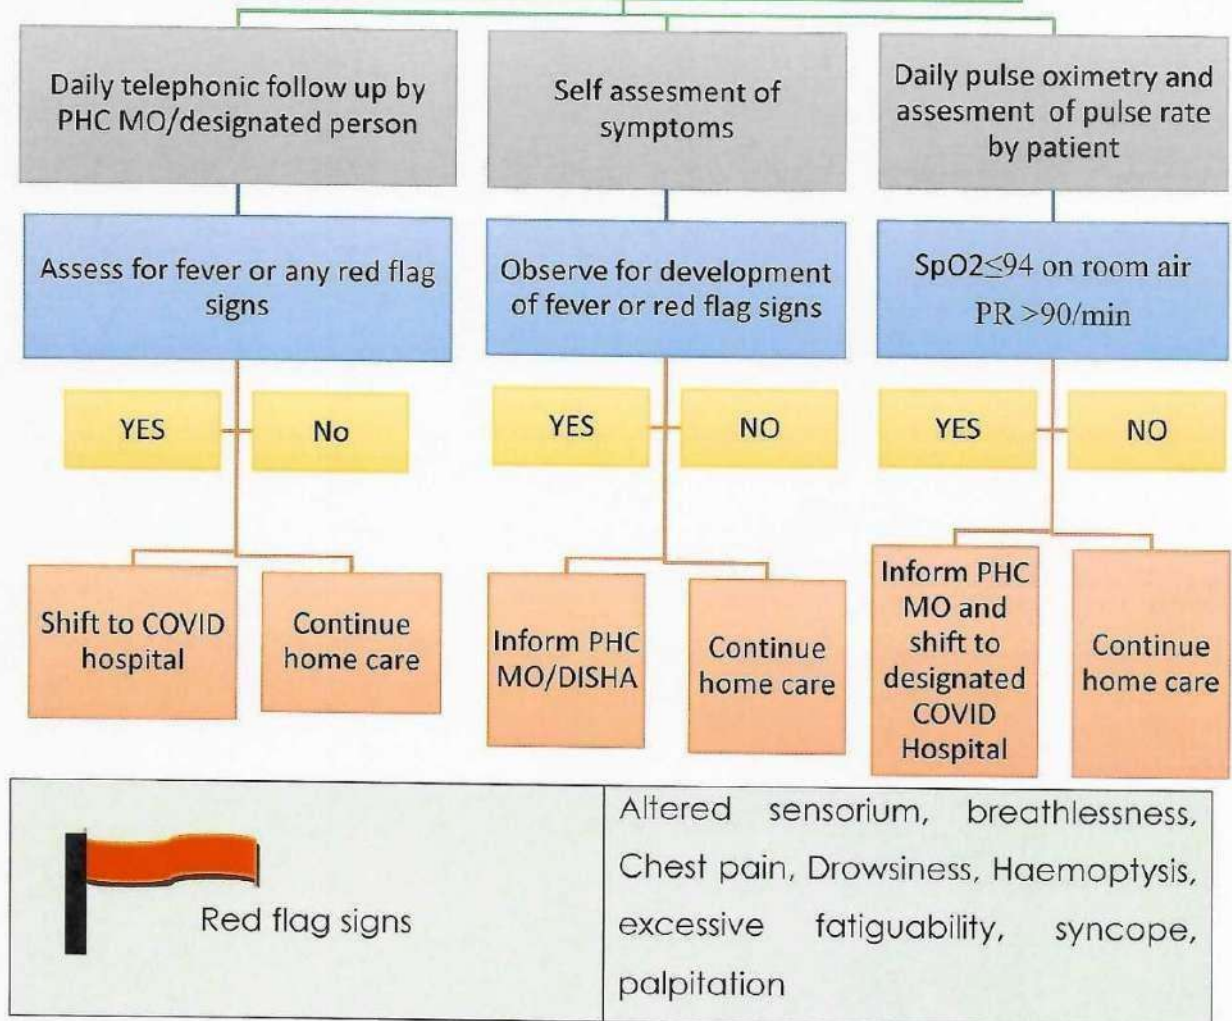 Daily telephonic follow up by
PHC MO/designated person
Self assesment of
symptoms
Daily pulse oximetry and
assesment of pulse rate
by patient
Assess for fever or any red flag
signs
Observe for development
of fever or red flag signs
SpO2≤94 on room air
PR >90/min
YES
No
YES
NO
YES
NO
Shift to COVID
hospital
Continue
home care
Inform PHC
MO/DISHA
Continue
home care
Inform PHC
MO and
shift to
designated
COVID
Hospital
Continue
home care
Red flag signs
Altered sensorium, breathlessness,
Chest pain, Drowsiness, Haemoptysis,
excessive fatiguability, syncope,
palpitation